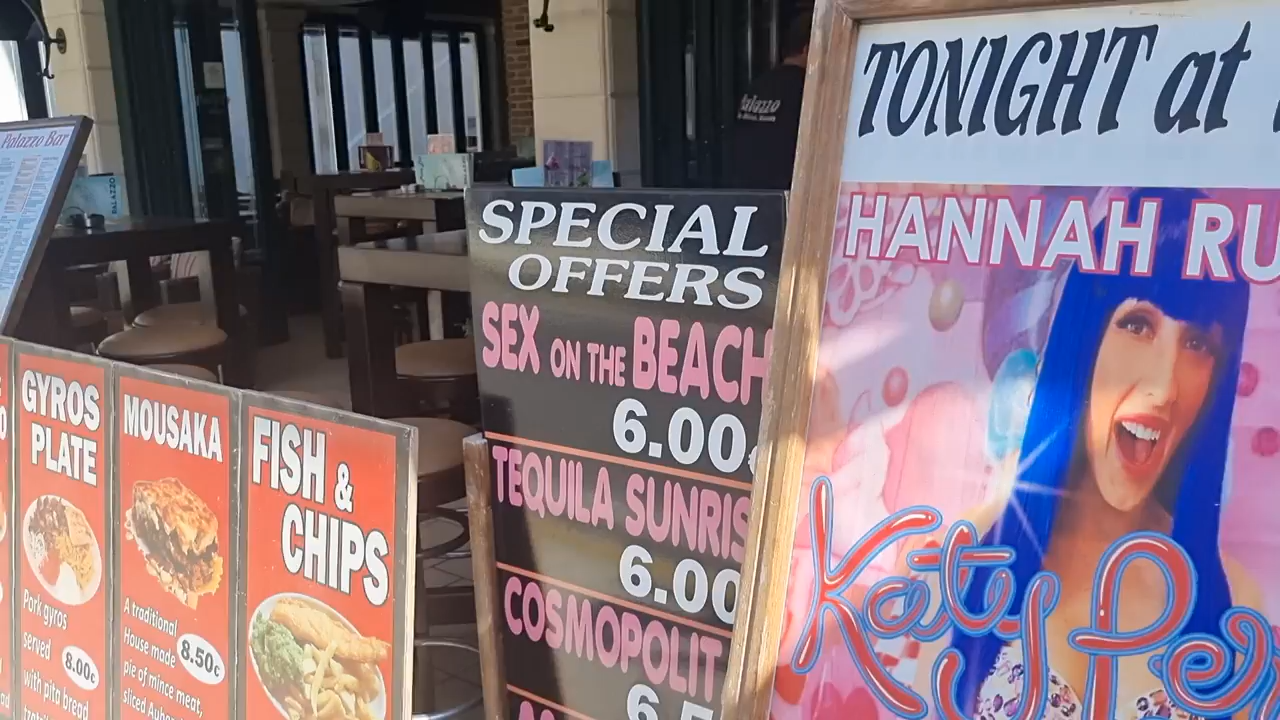 Palazzo Bar
PALAZZO
Palazzo
GYROS
PLATE
Pork gyros
served
with pita bread
8.00€
MOUSAKA
A traditional
House made
pie of mince meat,
sliced
8.50€
FISH &
CHIPS
SPECIAL
OFFERS
SEX ON THE BEACH
6.00
TEQUILA SUNRIS
6.00
COSMOPOLIT
6.5
TONIGHT at
HANNAH RU
Katy Per